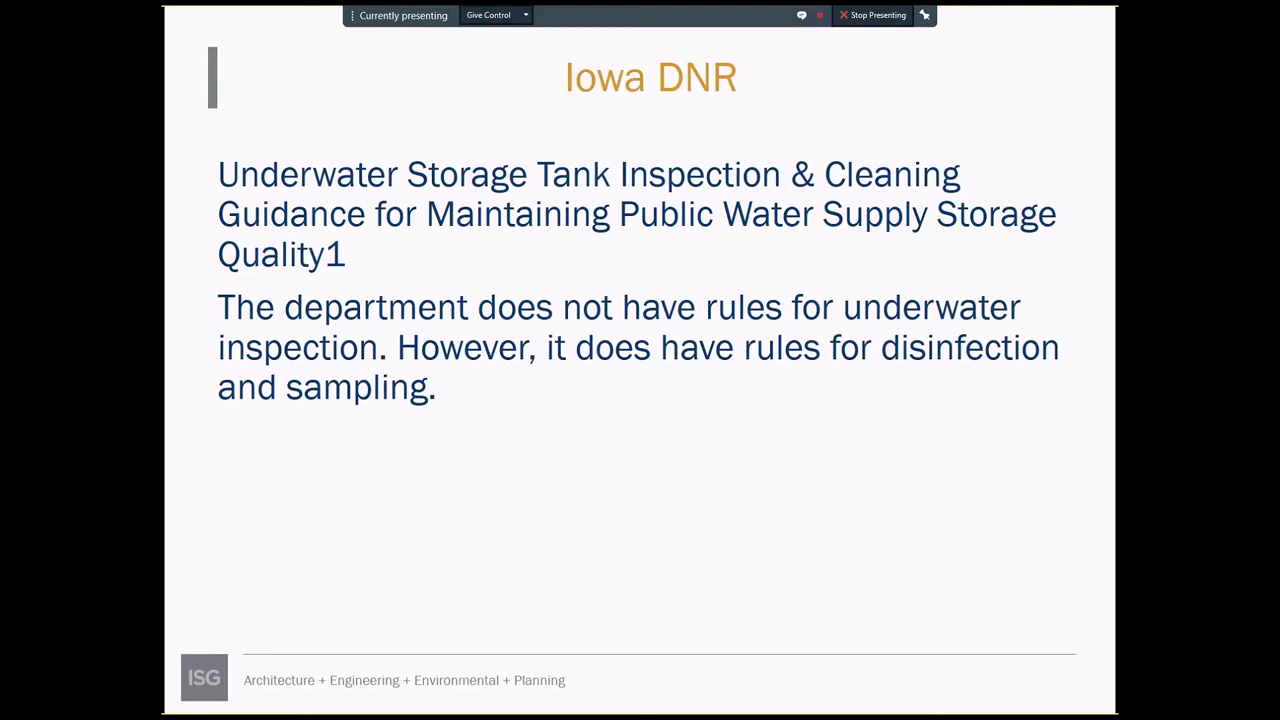 Currently presenting Give Control Stop Presenting
Iowa DNR
Underwater Storage Tank Inspection & Cleaning
Guidance for Maintaining Public Water Supply Storage
Quality1
The department does not have rules for underwater
inspection. However, it does have rules for disinfection
and sampling.
ISG Architecture + Engineering + Environmental + Planning